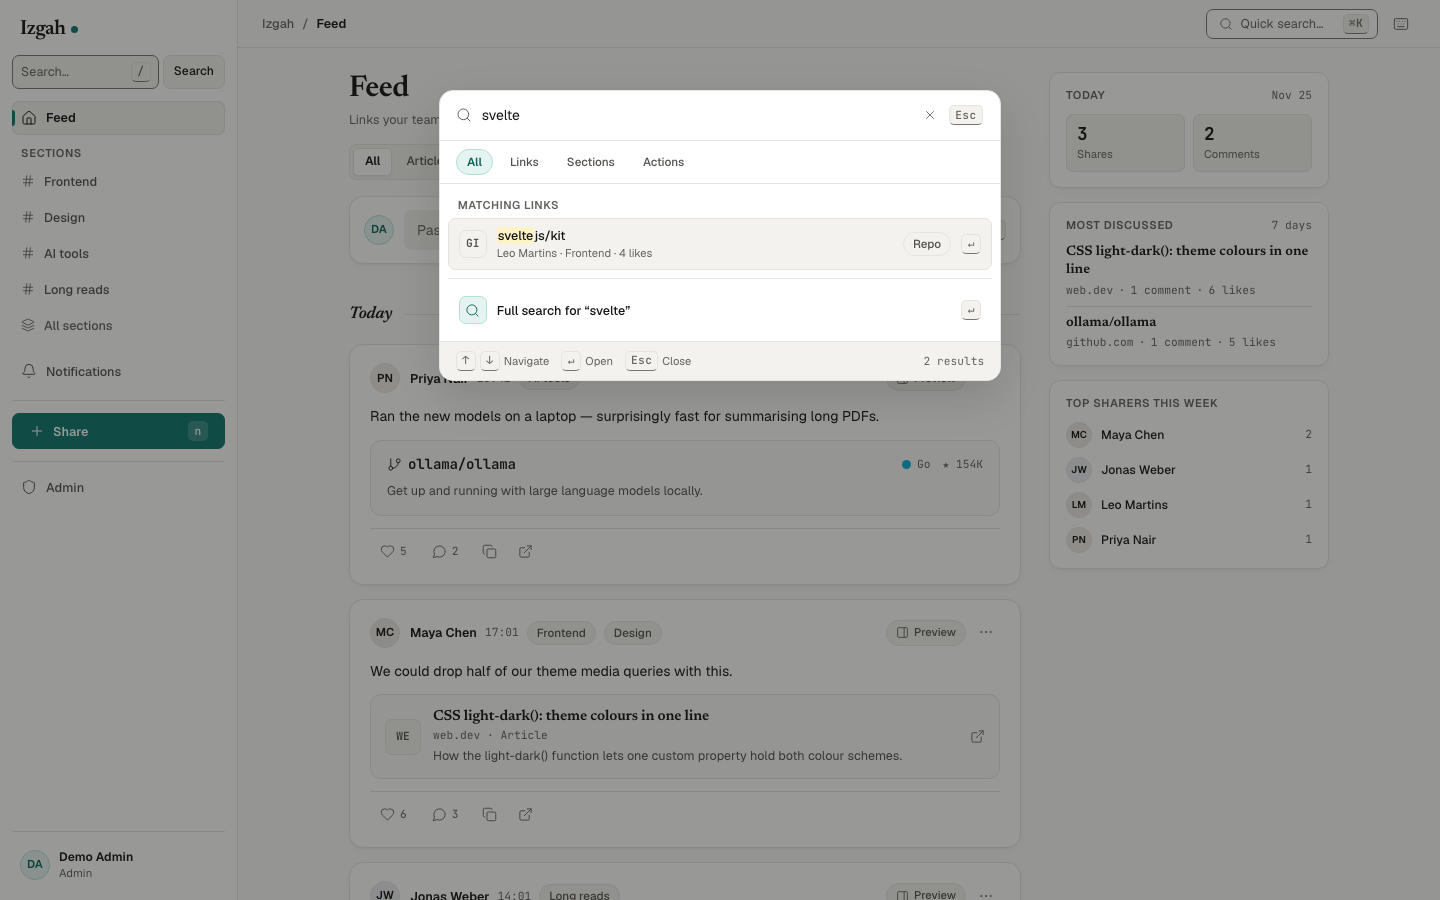 Izgah
Search…
/
Search
Feed
SECTIONS
Frontend
Design
AI tools
Long reads
All sections
Notifications
Share
n
Admin
Demo Admin
DA
Admin
Izgah / Feed
Quick search…
⌘K
Feed
Links your team
All
Article
DA
Pas
svelte
Esc
All
Links
Sections
Actions
MATCHING LINKS
GI
sveltejs/kit
Leo Martins · Frontend · 4 likes
Repo
↵
Full search for “svelte”
↵
↑ ↓ Navigate ↵ Open Esc Close
2 results
Today
PN
Priya Nair
Preview
Ran the new models on a laptop — surprisingly fast for summarising long PDFs.
ollama/ollama
Go ★ 154K
Get up and running with large language models locally.
5
2
MC
Maya Chen 17:01 Frontend Design
Preview
We could drop half of our theme media queries with this.
WE
CSS light-dark(): theme colours in one line
web.dev · Article
How the light-dark() function lets one custom property hold both colour schemes.
6
3
JW
Jonas Weber 14:01 Long reads
Preview
TODAY
Nov 25
3
Shares
2
Comments
MOST DISCUSSED
7 days
CSS light-dark(): theme colours in one
line
web.dev · 1 comment · 6 likes
ollama/ollama
github.com · 1 comment · 5 likes
TOP SHARERS THIS WEEK
MC Maya Chen 2
JW Jonas Weber 1
LM Leo Martins 1
PN Priya Nair 1